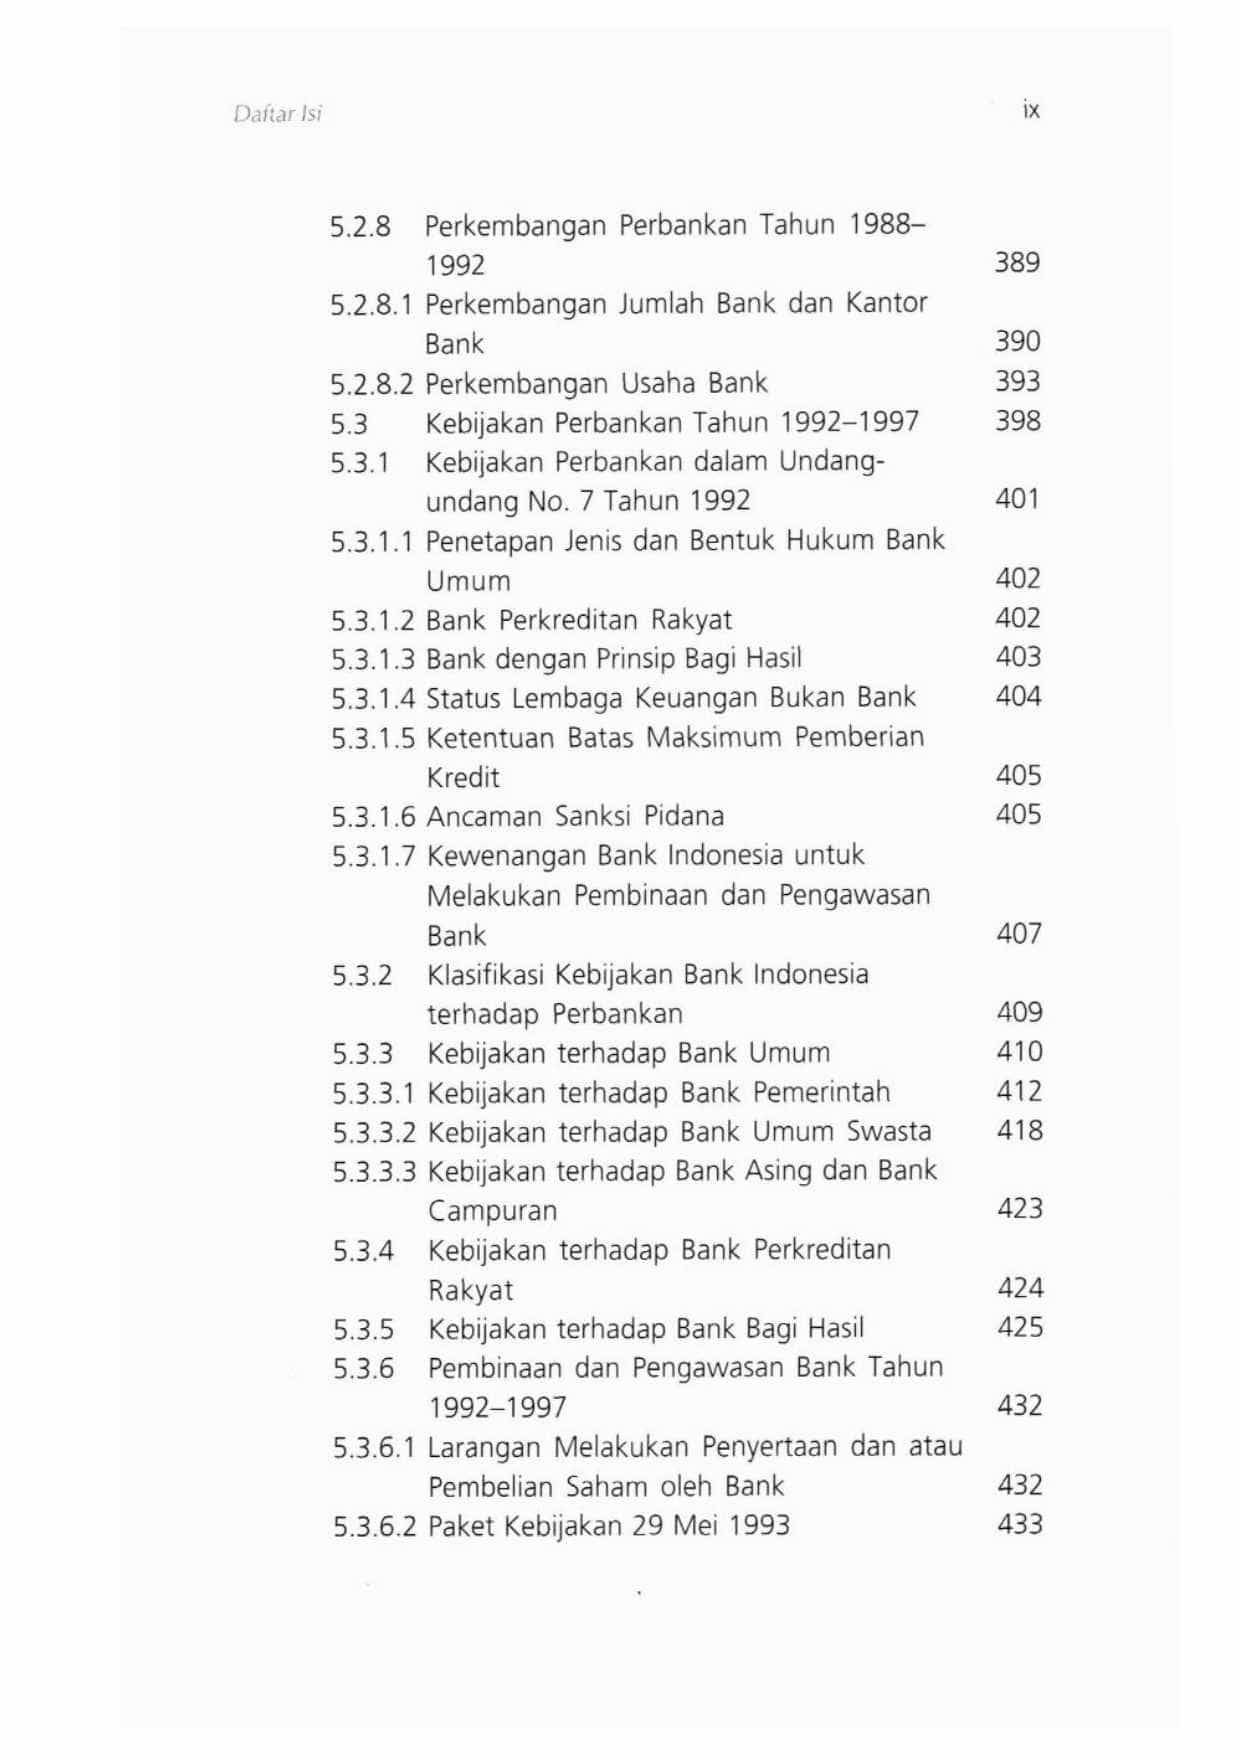 Daftar Isi ix
5.2.8 Perkembangan Perbankan Tahun 1988–
1992 389
5.2.8.1 Perkembangan Jumlah Bank dan Kantor
Bank 390
5.2.8.2 Perkembangan Usaha Bank 393
5.3 Kebijakan Perbankan Tahun 1992–1997 398
5.3.1 Kebijakan Perbankan dalam Undang-
undang No. 7 Tahun 1992 401
5.3.1.1 Penetapan Jenis dan Bentuk Hukum Bank
Umum 402
5.3.1.2 Bank Perkreditan Rakyat 402
5.3.1.3 Bank dengan Prinsip Bagi Hasil 403
5.3.1.4 Status Lembaga Keuangan Bukan Bank 404
5.3.1.5 Ketentuan Batas Maksimum Pemberian
Kredit 405
5.3.1.6 Ancaman Sanksi Pidana 405
5.3.1.7 Kewenangan Bank Indonesia untuk
Melakukan Pembinaan dan Pengawasan
Bank 407
5.3.2 Klasifikasi Kebijakan Bank Indonesia
terhadap Perbankan 409
5.3.3 Kebijakan terhadap Bank Umum 410
5.3.3.1 Kebijakan terhadap Bank Pemerintah 412
5.3.3.2 Kebijakan terhadap Bank Umum Swasta 418
5.3.3.3 Kebijakan terhadap Bank Asing dan Bank
Campuran 423
5.3.4 Kebijakan terhadap Bank Perkreditan
Rakyat 424
5.3.5 Kebijakan terhadap Bank Bagi Hasil 425
5.3.6 Pembinaan dan Pengawasan Bank Tahun
1992–1997 432
5.3.6.1 Larangan Melakukan Penyertaan dan atau
Pembelian Saham oleh Bank 432
5.3.6.2 Paket Kebijakan 29 Mei 1993 433